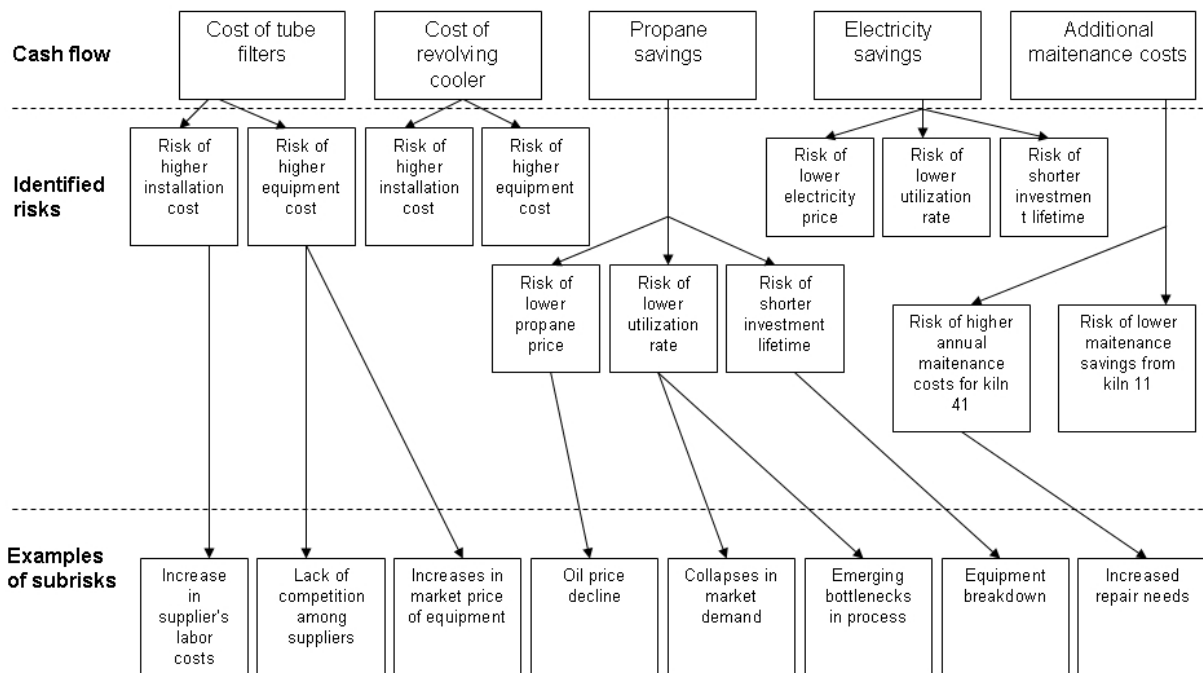 Cash flow
Cost of tube
filters
Cost of
revolving
cooler
Propane
savings
Electricity
savings
Additional
maitenance costs
Identified
risks
Risk of
higher
installation
cost
Risk of
higher
equipment
cost
Risk of
higher
installation
cost
Risk of
higher
equipment
cost
Risk of
lower
electricity
price
Risk of
lower
utilization
rate
Risk of
shorter
investmen
t lifetime
Risk of
lower
propane
price
Risk of
lower
utilization
rate
Risk of
shorter
investment
lifetime
Risk of higher
annual
maitenance
costs for kiln
41
Risk of lower
maitenance
savings from
kiln 11
Examples
of subrisks
Increase
in
supplier's
labor
costs
Lack of
competition
among
suppliers
Increases in
market price
of equipment
Oil price
decline
Collapses in
market
demand
Emerging
bottlenecks
in process
Equipment
breakdown
Increased
repair needs